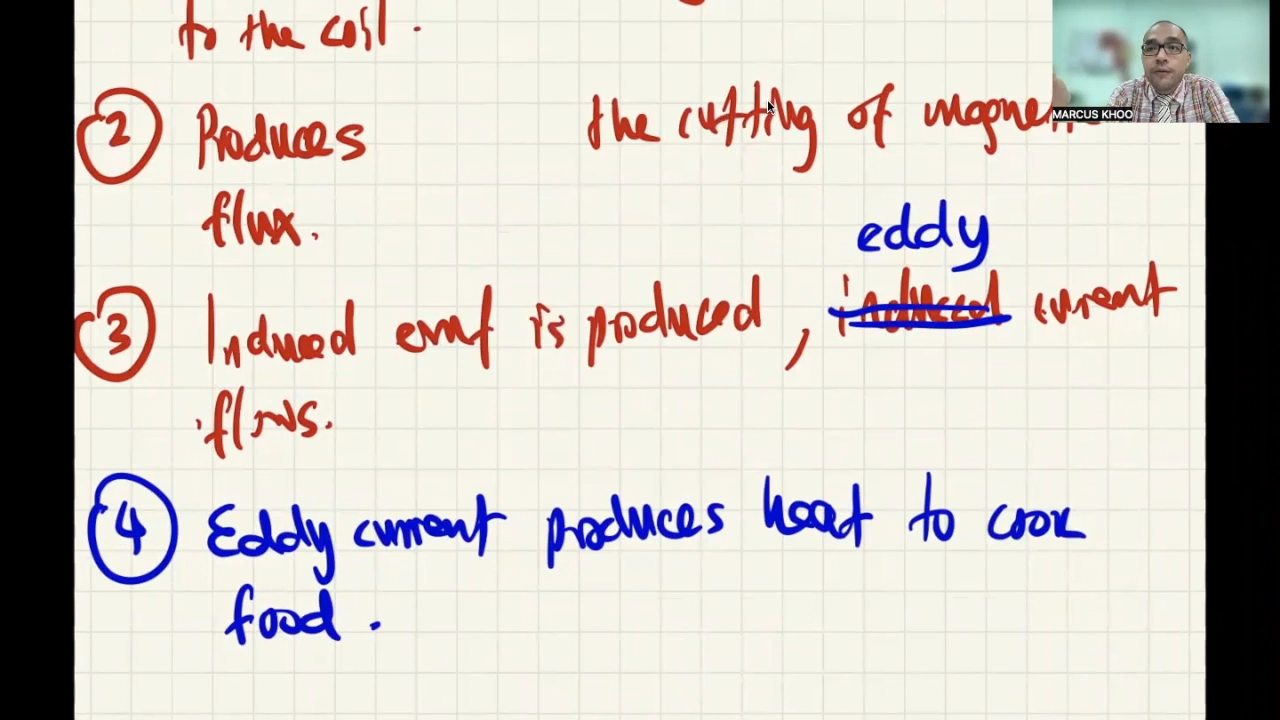 to the coil.
② Produces the cutting of magnetic
flux.
eddy
③ Induced emf is produced, induced current
flows.
④ Eddy current produces heat to cook
food.
MARCUS KHOO